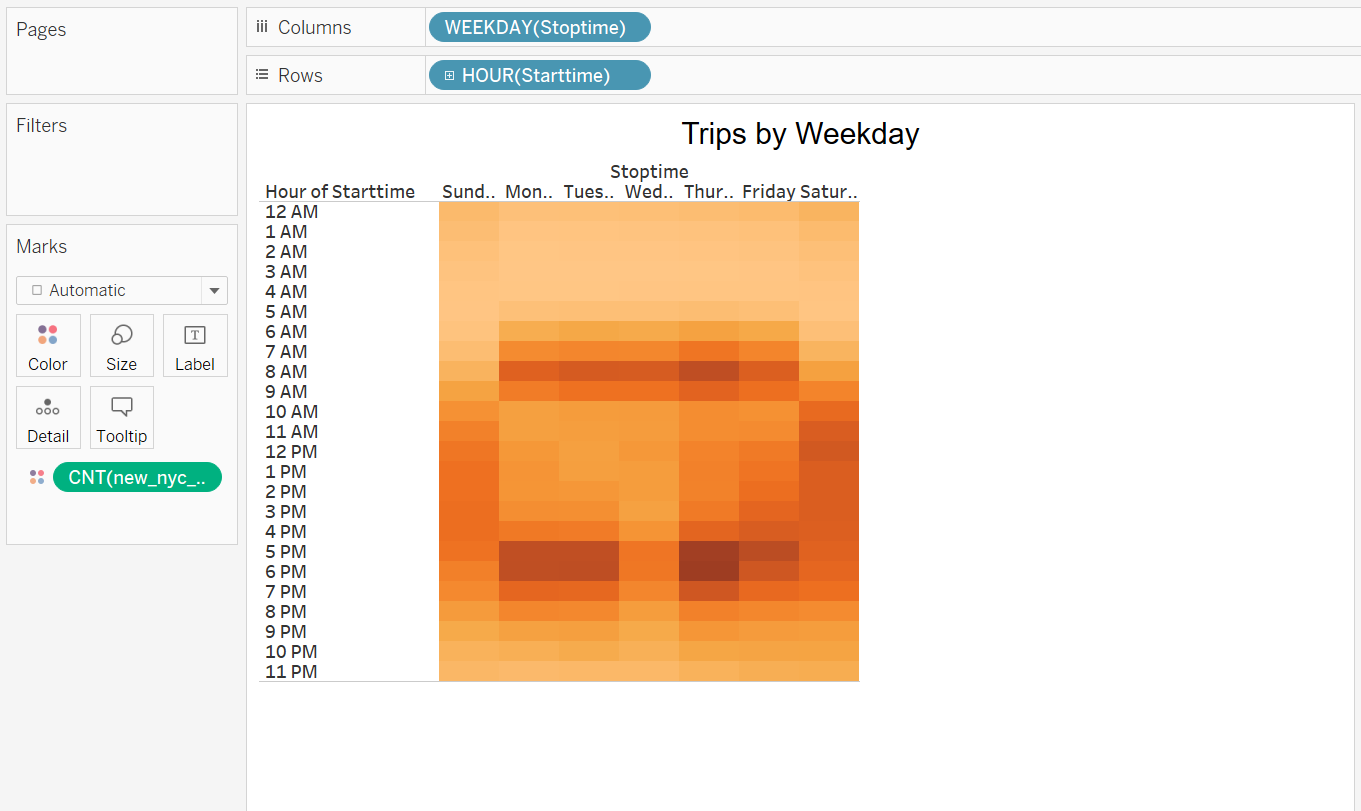 Pages
Columns
WEEKDAY(Stoptime)
Rows
HOUR(Starttime)
Filters
Marks
Automatic
Color
Size
T
Label
Detail
Tooltip
CNT(new_nyc_..
Trips by Weekday
Stoptime
Hour of Starttime Sund.. Mon.. Tues.. Wed.. Thur.. Friday Satur..
12 AM
1 AM
2 AM
3 AM
4 AM
5 AM
6 AM
7 AM
8 AM
9 AM
10 AM
11 AM
12 PM
1 PM
2 PM
3 PM
4 PM
5 PM
6 PM
7 PM
8 PM
9 PM
10 PM
11 PM